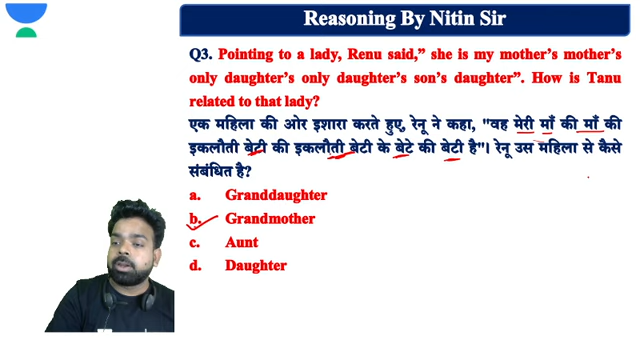 Reasoning By Nitin Sir
Q3. Pointing to a lady, Renu said,” she is my mother’s mother’s
only daughter’s only daughter’s son’s daughter”. How is Tanu
related to that lady?
एक महिला की ओर इशारा करते हुए, रेनू ने कहा, "वह मेरी माँ की माँ की
इकलौती बेटी की इकलौती बेटी के बेटे की बेटी है"। रेनू उस महिला से कैसे
संबंधित है?
a. Granddaughter
b. Grandmother
c. Aunt
d. Daughter